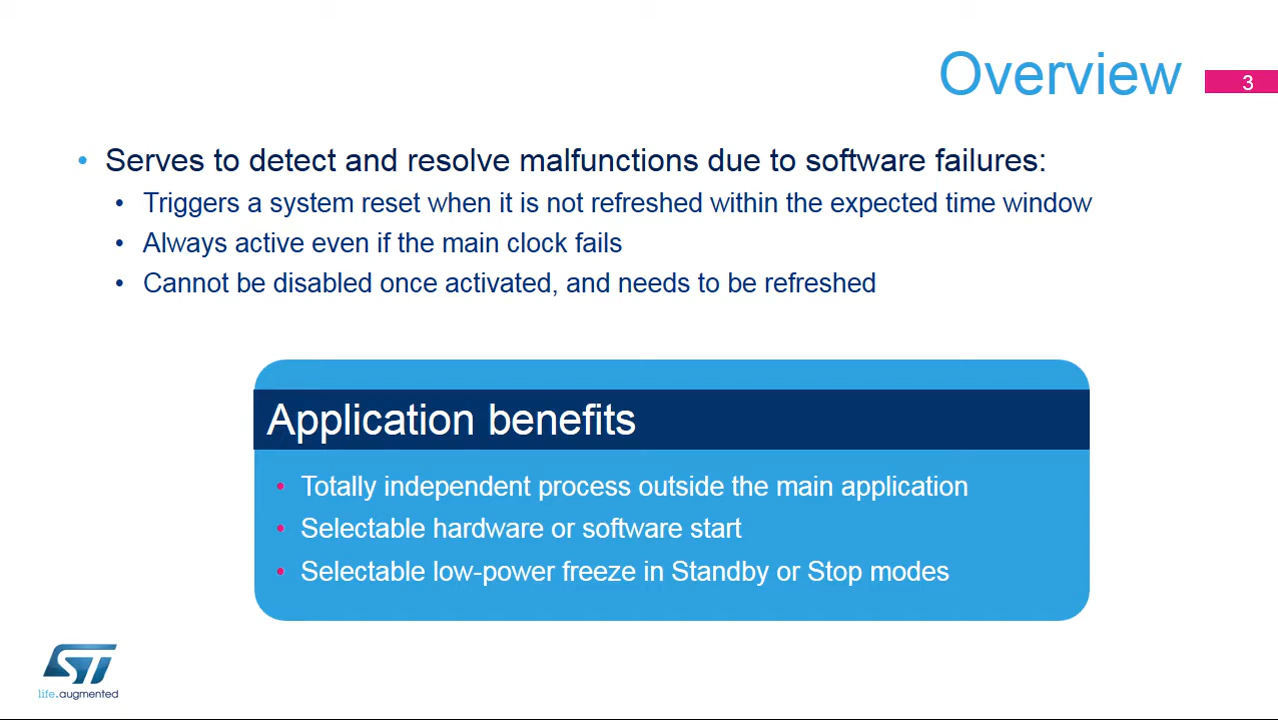 Overview
3
• Serves to detect and resolve malfunctions due to software failures:
• Triggers a system reset when it is not refreshed within the expected time window
• Always active even if the main clock fails
• Cannot be disabled once activated, and needs to be refreshed
Application benefits
• Totally independent process outside the main application
• Selectable hardware or software start
• Selectable low-power freeze in Standby or Stop modes
ST
life.augmented